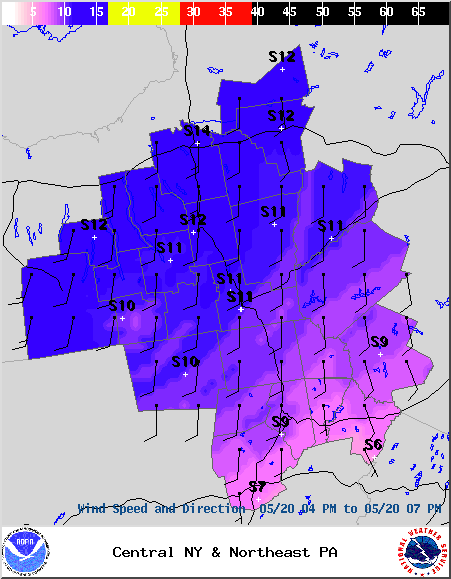 5 10 15 20 25 30 35 40 45 50 55 60 65
S12
S12
S14
S12
S12
S11
S11
S11
S11
S11
S10
S10
S9
S9
S6
S7
Wind Speed and Direction 05/20 04 PM to 05/20 07 PM
NOAA
Central NY & Northeast PA
NATIONAL WEATHER SERVICE